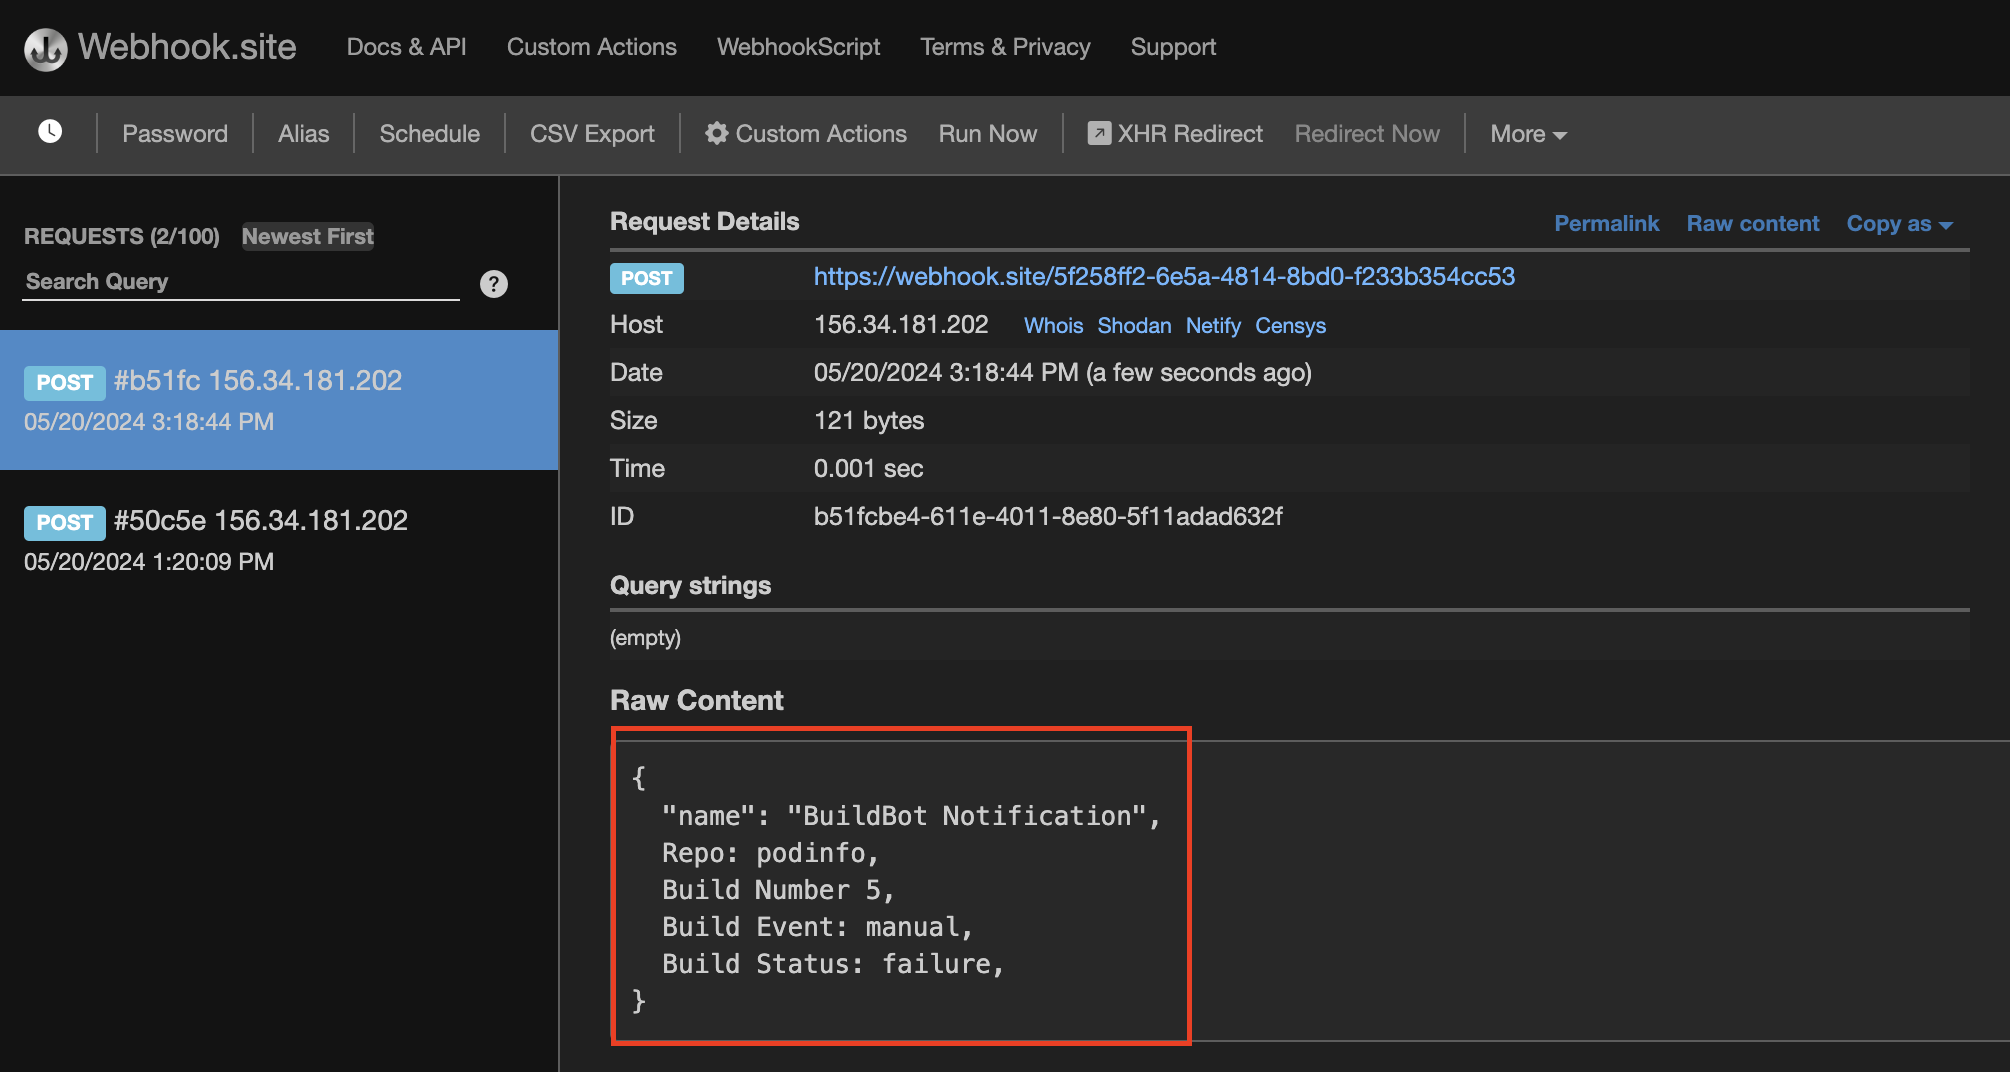 Webhook.site Docs & API Custom Actions WebhookScript Terms & Privacy Support
Password Alias Schedule CSV Export Custom Actions Run Now XHR Redirect Redirect Now More
REQUESTS (2/100) Newest First
Search Query ?
POST #b51fc 156.34.181.202
05/20/2024 3:18:44 PM
POST #50c5e 156.34.181.202
05/20/2024 1:20:09 PM
Request Details Permalink Raw content Copy as
POST https://webhook.site/5f258ff2-6e5a-4814-8bd0-f233b354cc53
Host 156.34.181.202 Whois Shodan Netify Censys
Date 05/20/2024 3:18:44 PM (a few seconds ago)
Size 121 bytes
Time 0.001 sec
ID b51fcbe4-611e-4011-8e80-5f11adad632f
Query strings
(empty)
Raw Content
{
  "name": "BuildBot Notification",
  Repo: podinfo,
  Build Number 5,
  Build Event: manual,
  Build Status: failure,
}